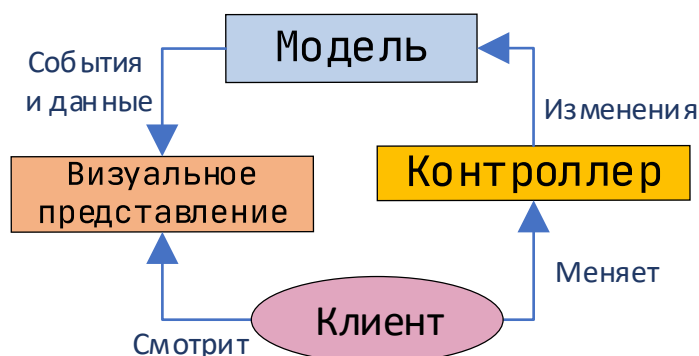 Модель
События
и данные
Изменения
Визуальное
представление
Контроллер
Меняет
Клиент
Смотрит